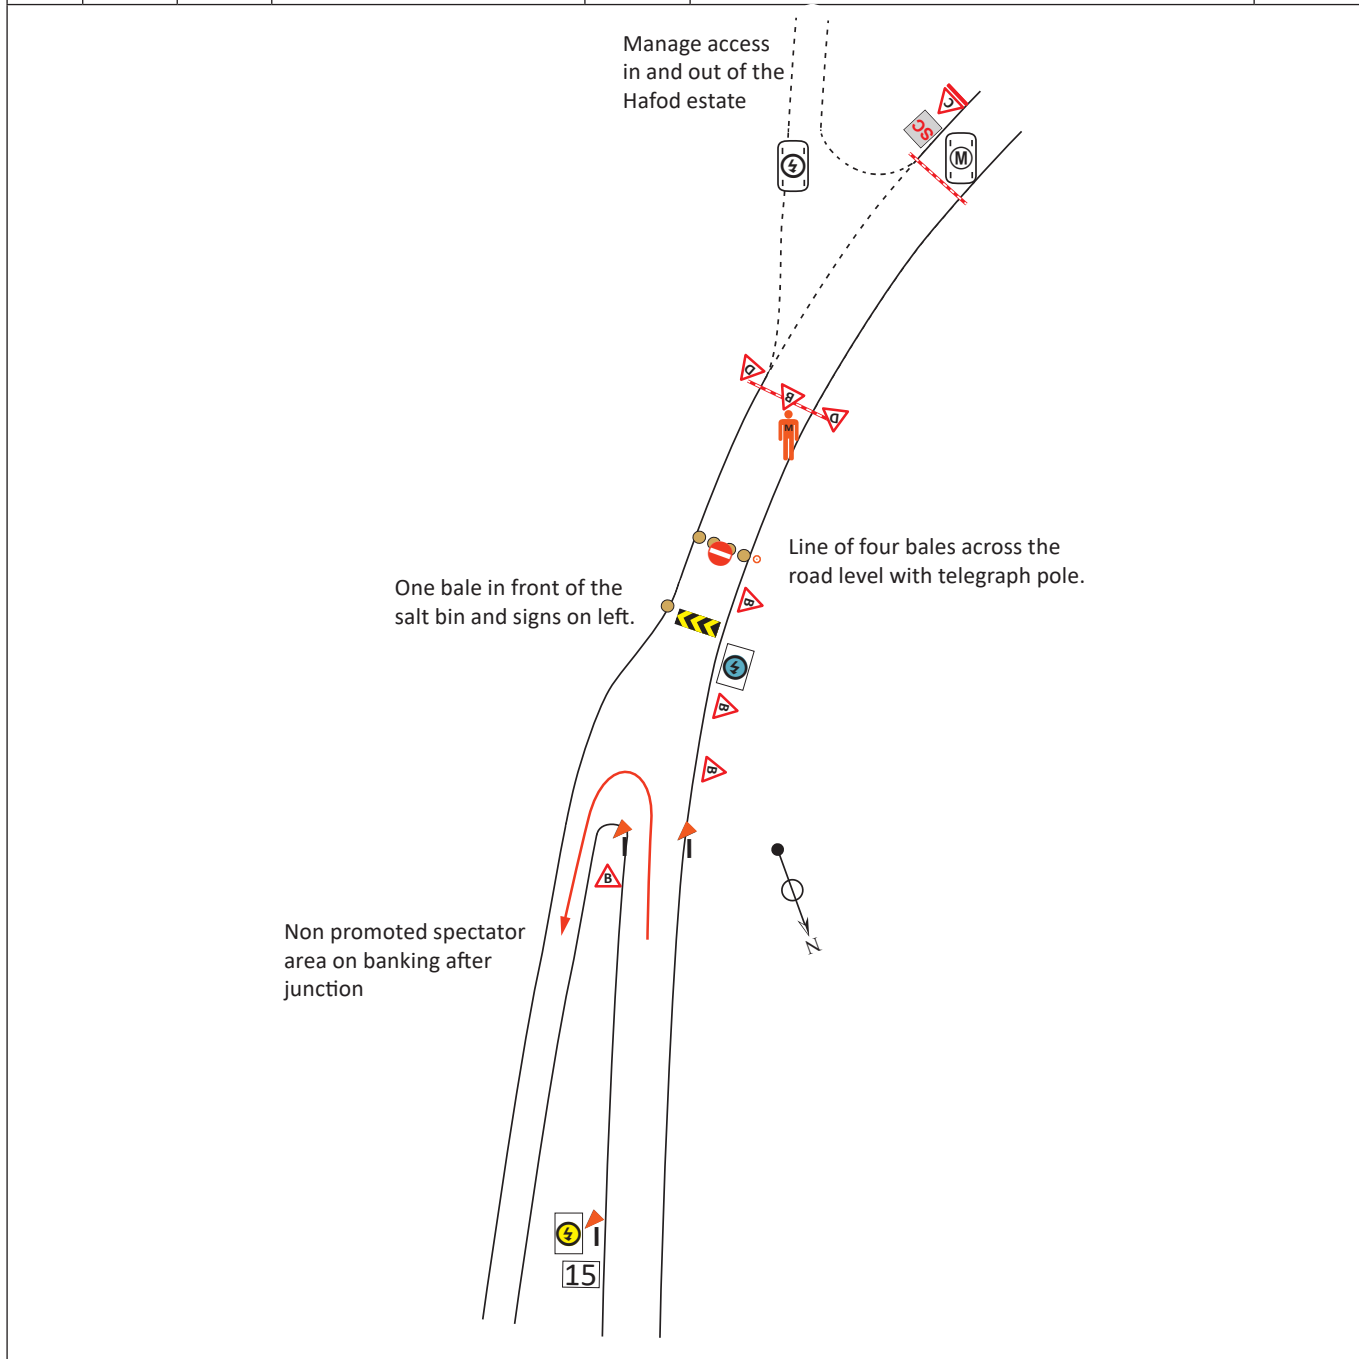 Manage access
in and out of the
Hafod estate
C
SC
M
D
B
D
M
Line of four bales across the
road level with telegraph pole.
One bale in front of the
salt bin and signs on left.
B
B
B
B
Non promoted spectator
area on banking after
junction
N
15